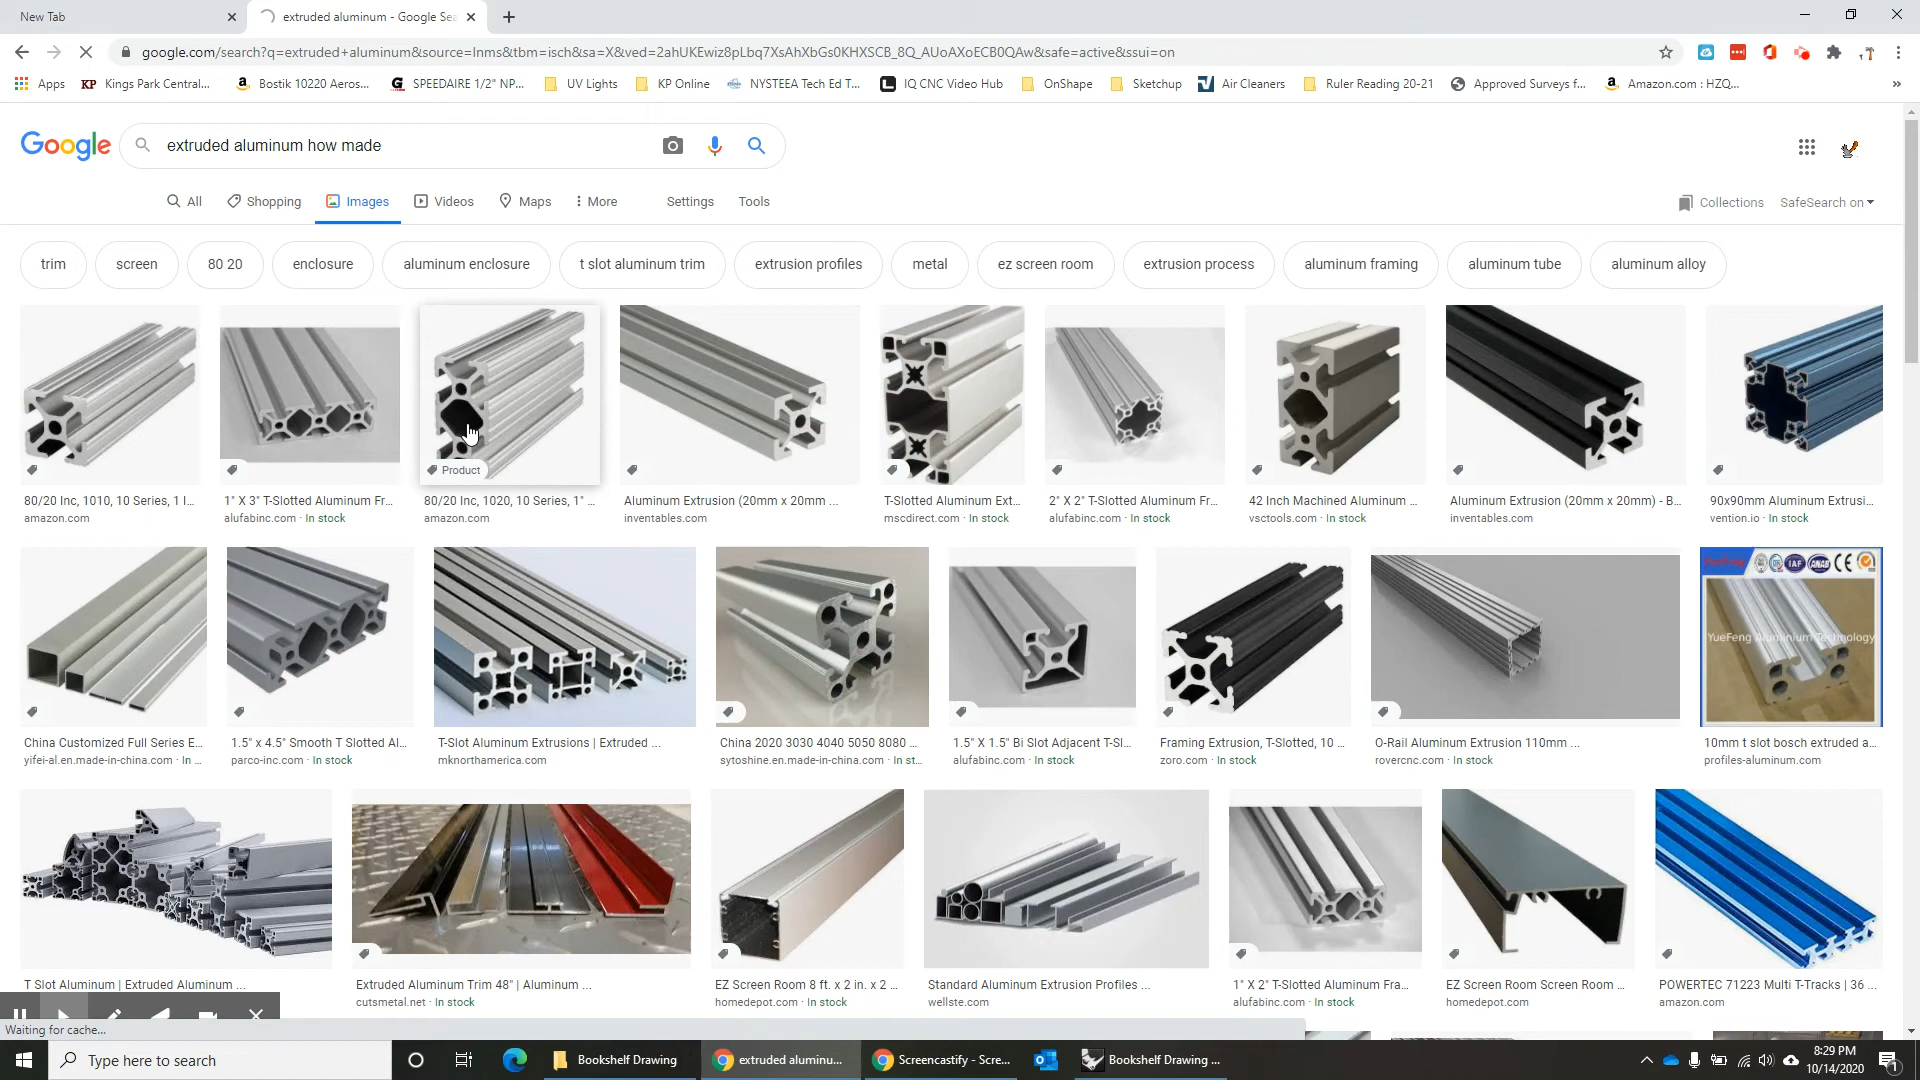 New Tab
extruded aluminum - Google Sea
google.com/search?q=extruded+aluminum&source=lnms&tbm=isch&sa=X&ved=2ahUKEwiz8pLbq7XsAhXbGs0KHXSCB_8Q_AUoAXoECB0QAw&safe=active&ssui=on
Apps
KP Kings Park Central...
Bostik 10220 Aeros...
SPEEDAIRE 1/2" NP...
UV Lights
KP Online
NYSTEEA Tech Ed T...
IQ CNC Video Hub
OnShape
Sketchup
Air Cleaners
Ruler Reading 20-21
Approved Surveys f...
Amazon.com : HZQ...
»
Google
extruded aluminum how made
All
Shopping
Images
Videos
Maps
More
Settings
Tools
Collections
SafeSearch on
trim
screen
80 20
enclosure
aluminum enclosure
t slot aluminum trim
extrusion profiles
metal
ez screen room
extrusion process
aluminum framing
aluminum tube
aluminum alloy
Product
80/20 Inc, 1010, 10 Series, 1 I...
amazon.com
1" X 3" T-Slotted Aluminum Fr...
alufabinc.com · In stock
80/20 Inc, 1020, 10 Series, 1" ...
amazon.com
Aluminum Extrusion (20mm x 20mm ...
inventables.com
T-Slotted Aluminum Ext...
mscdirect.com · In stock
2" X 2" T-Slotted Aluminum Fr...
alufabinc.com · In stock
42 Inch Machined Aluminum ...
vsctools.com · In stock
Aluminum Extrusion (20mm x 20mm) - B...
inventables.com
90x90mm Aluminum Extrusi...
vention.io · In stock
IAF
ANAB
CE
YueFeng Aluminium Technology
China Customized Full Series E...
yifei-al.en.made-in-china.com · In ...
1.5" x 4.5" Smooth T Slotted Al...
parco-inc.com · In stock
T-Slot Aluminum Extrusions | Extruded ...
mknorthamerica.com
China 2020 3030 4040 5050 8080 ...
sytoshine.en.made-in-china.com · In st...
1.5" X 1.5" Bi Slot Adjacent T-Sl...
alufabinc.com · In stock
Framing Extrusion, T-Slotted, 10 ...
zoro.com · In stock
O-Rail Aluminum Extrusion 110mm ...
rovercnc.com · In stock
10mm t slot bosch extruded a...
profiles-aluminum.com
T Slot Aluminum | Extruded Aluminum ...
Extruded Aluminum Trim 48" | Aluminum ...
cutsmetal.net · In stock
EZ Screen Room 8 ft. x 2 in. x 2 ...
homedepot.com · In stock
Standard Aluminum Extrusion Profiles ...
wellste.com
1" X 2" T-Slotted Aluminum Fra...
alufabinc.com · In stock
EZ Screen Room Screen Room ...
homedepot.com
POWERTEC 71223 Multi T-Tracks | 36 ...
amazon.com
Waiting for cache...
Type here to search
Bookshelf Drawing
extruded aluminu...
Screencastify - Scre...
Bookshelf Drawing ...
8:29 PM
10/14/2020
1